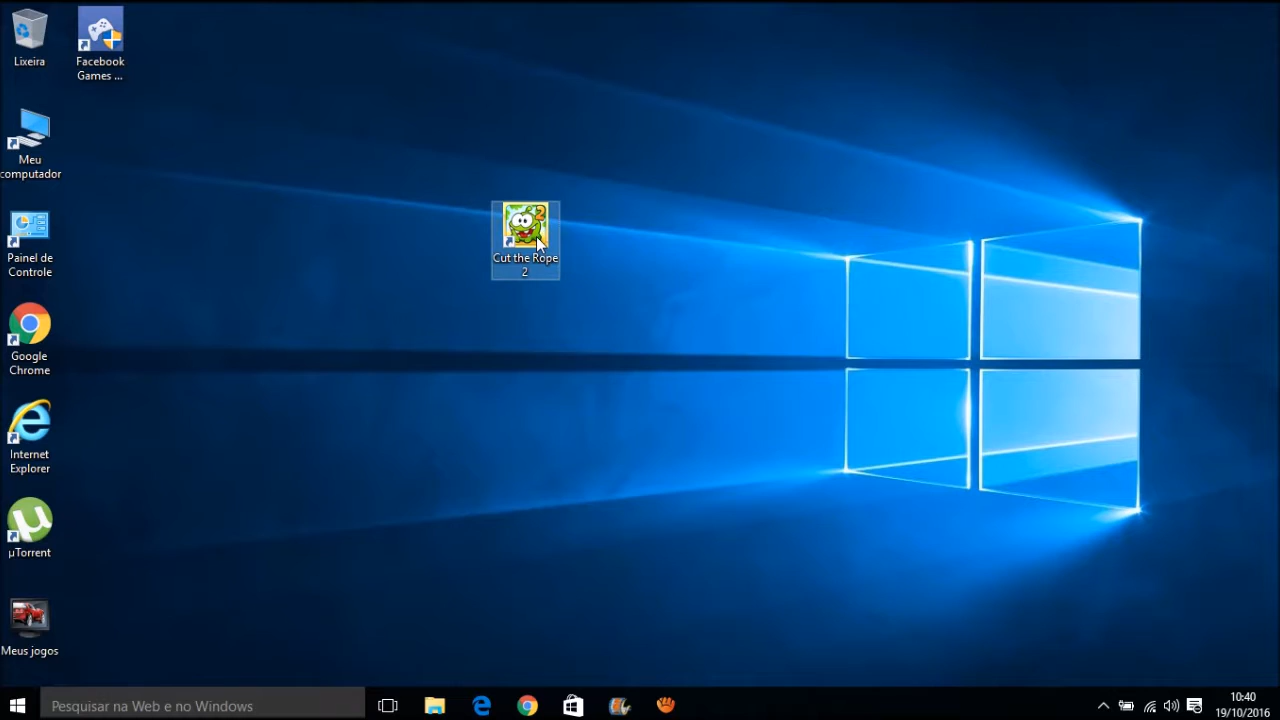 Lixeira
Facebook
Games ...
Meu
computador
2
Cut the Rope
2
Painel de
Controle
Google
Chrome
Internet
Explorer
µTorrent
Meus jogos
Pesquisar na Web e no Windows
10:40
19/10/2016